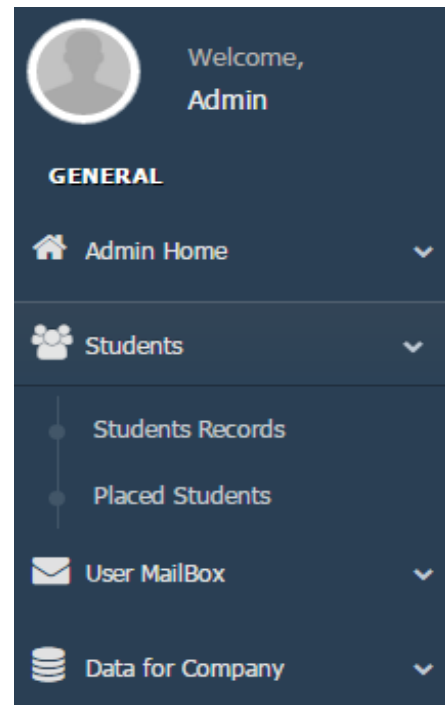 Welcome,
Admin
GENERAL
Admin Home
Students
Students Records
Placed Students
User MailBox
Data for Company